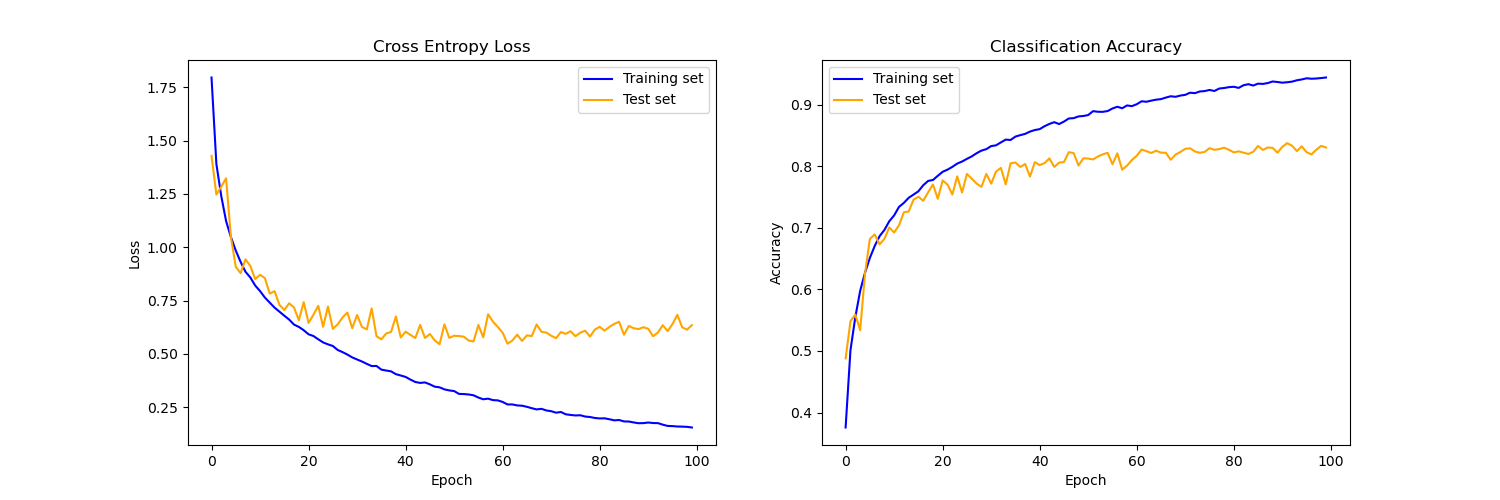 Cross Entropy Loss
Training set
Test set
1.75
1.50
1.25
1.00
0.75
0.50
0.25
Loss
0 20 40 60 80 100
Epoch
Classification Accuracy
Training set
Test set
0.9
0.8
0.7
0.6
0.5
0.4
Accuracy
0 20 40 60 80 100
Epoch